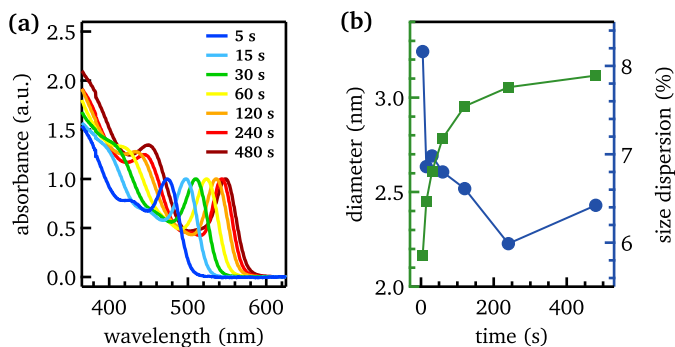 (a)
2.5
2.0
1.5
1.0
0.5
0.0
absorbance (a.u.)
400 500 600
wavelength (nm)
5 s
15 s
30 s
60 s
120 s
240 s
480 s
(b)
3.0
2.5
2.0
diameter (nm)
0 200 400
time (s)
8
7
6
size dispersion (%)